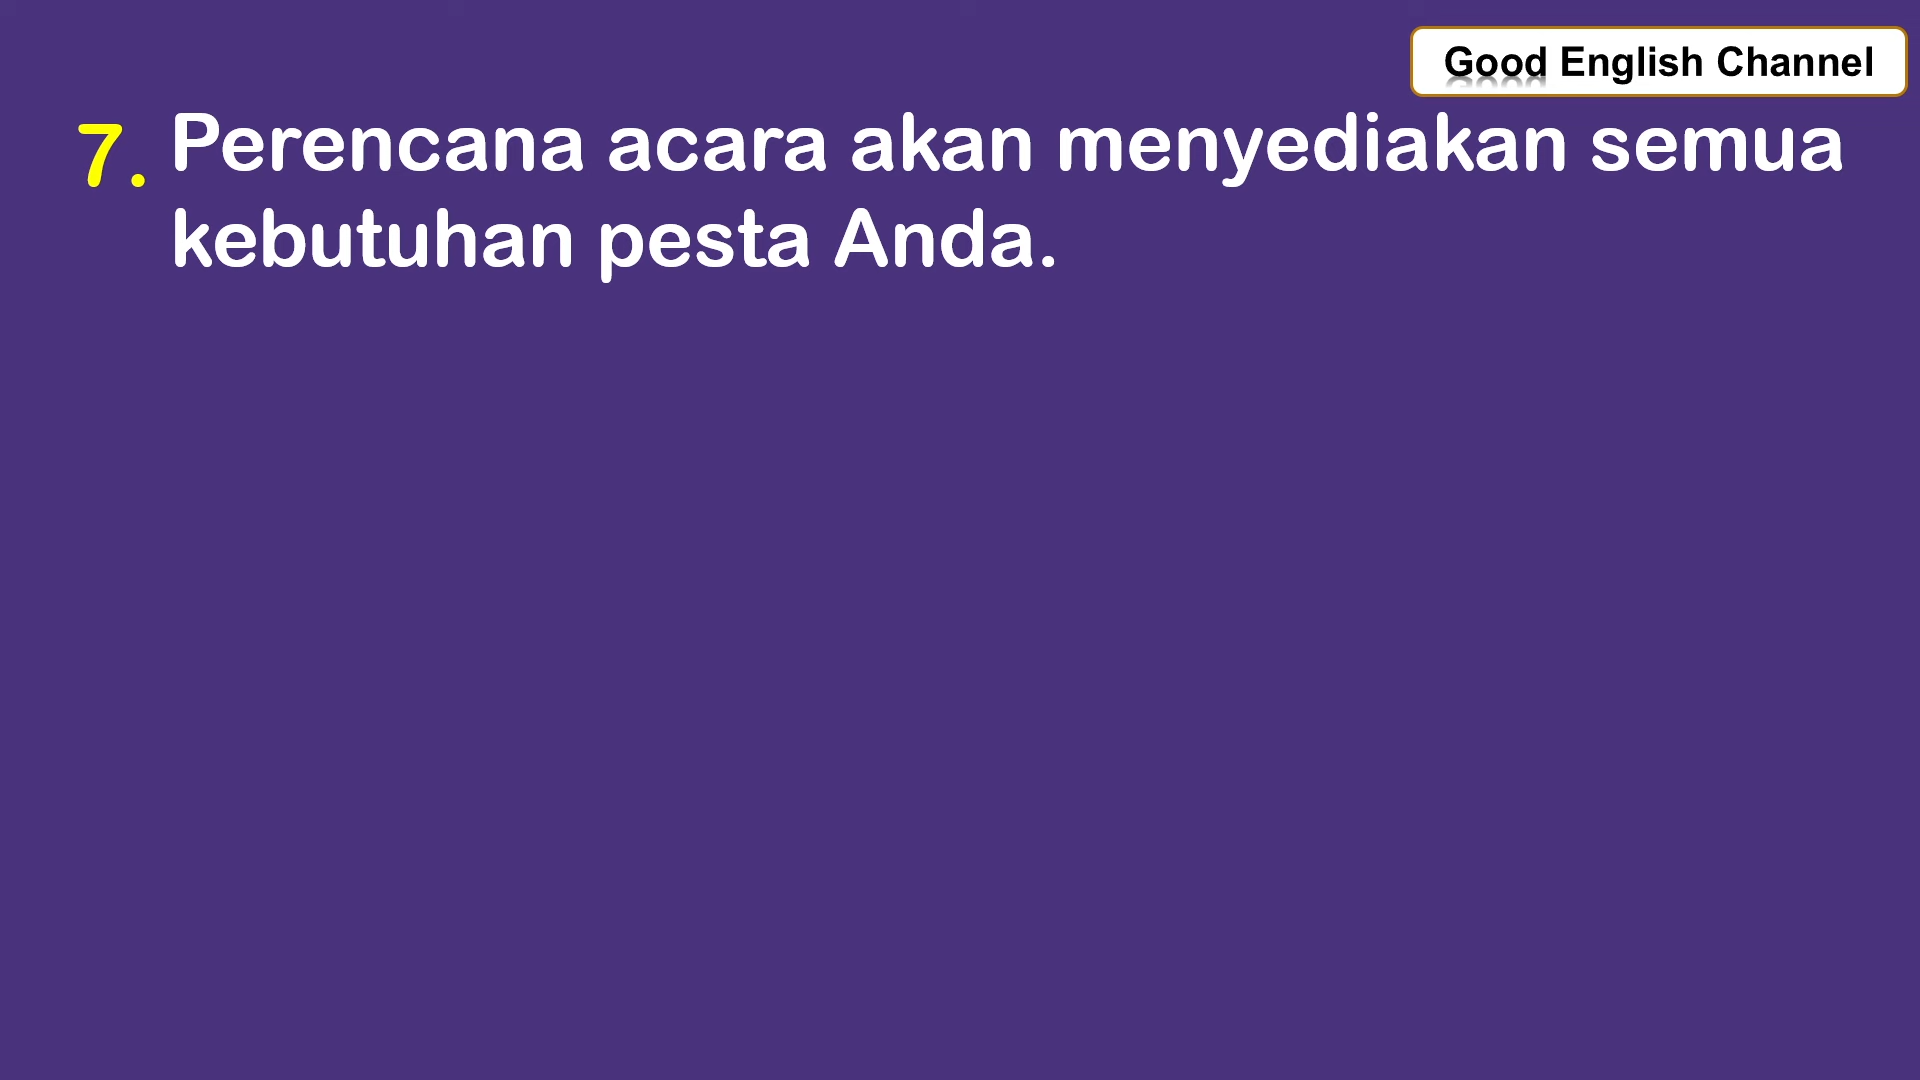 Good English Channel
7. Perencana acara akan menyediakan semua
kebutuhan pesta Anda.